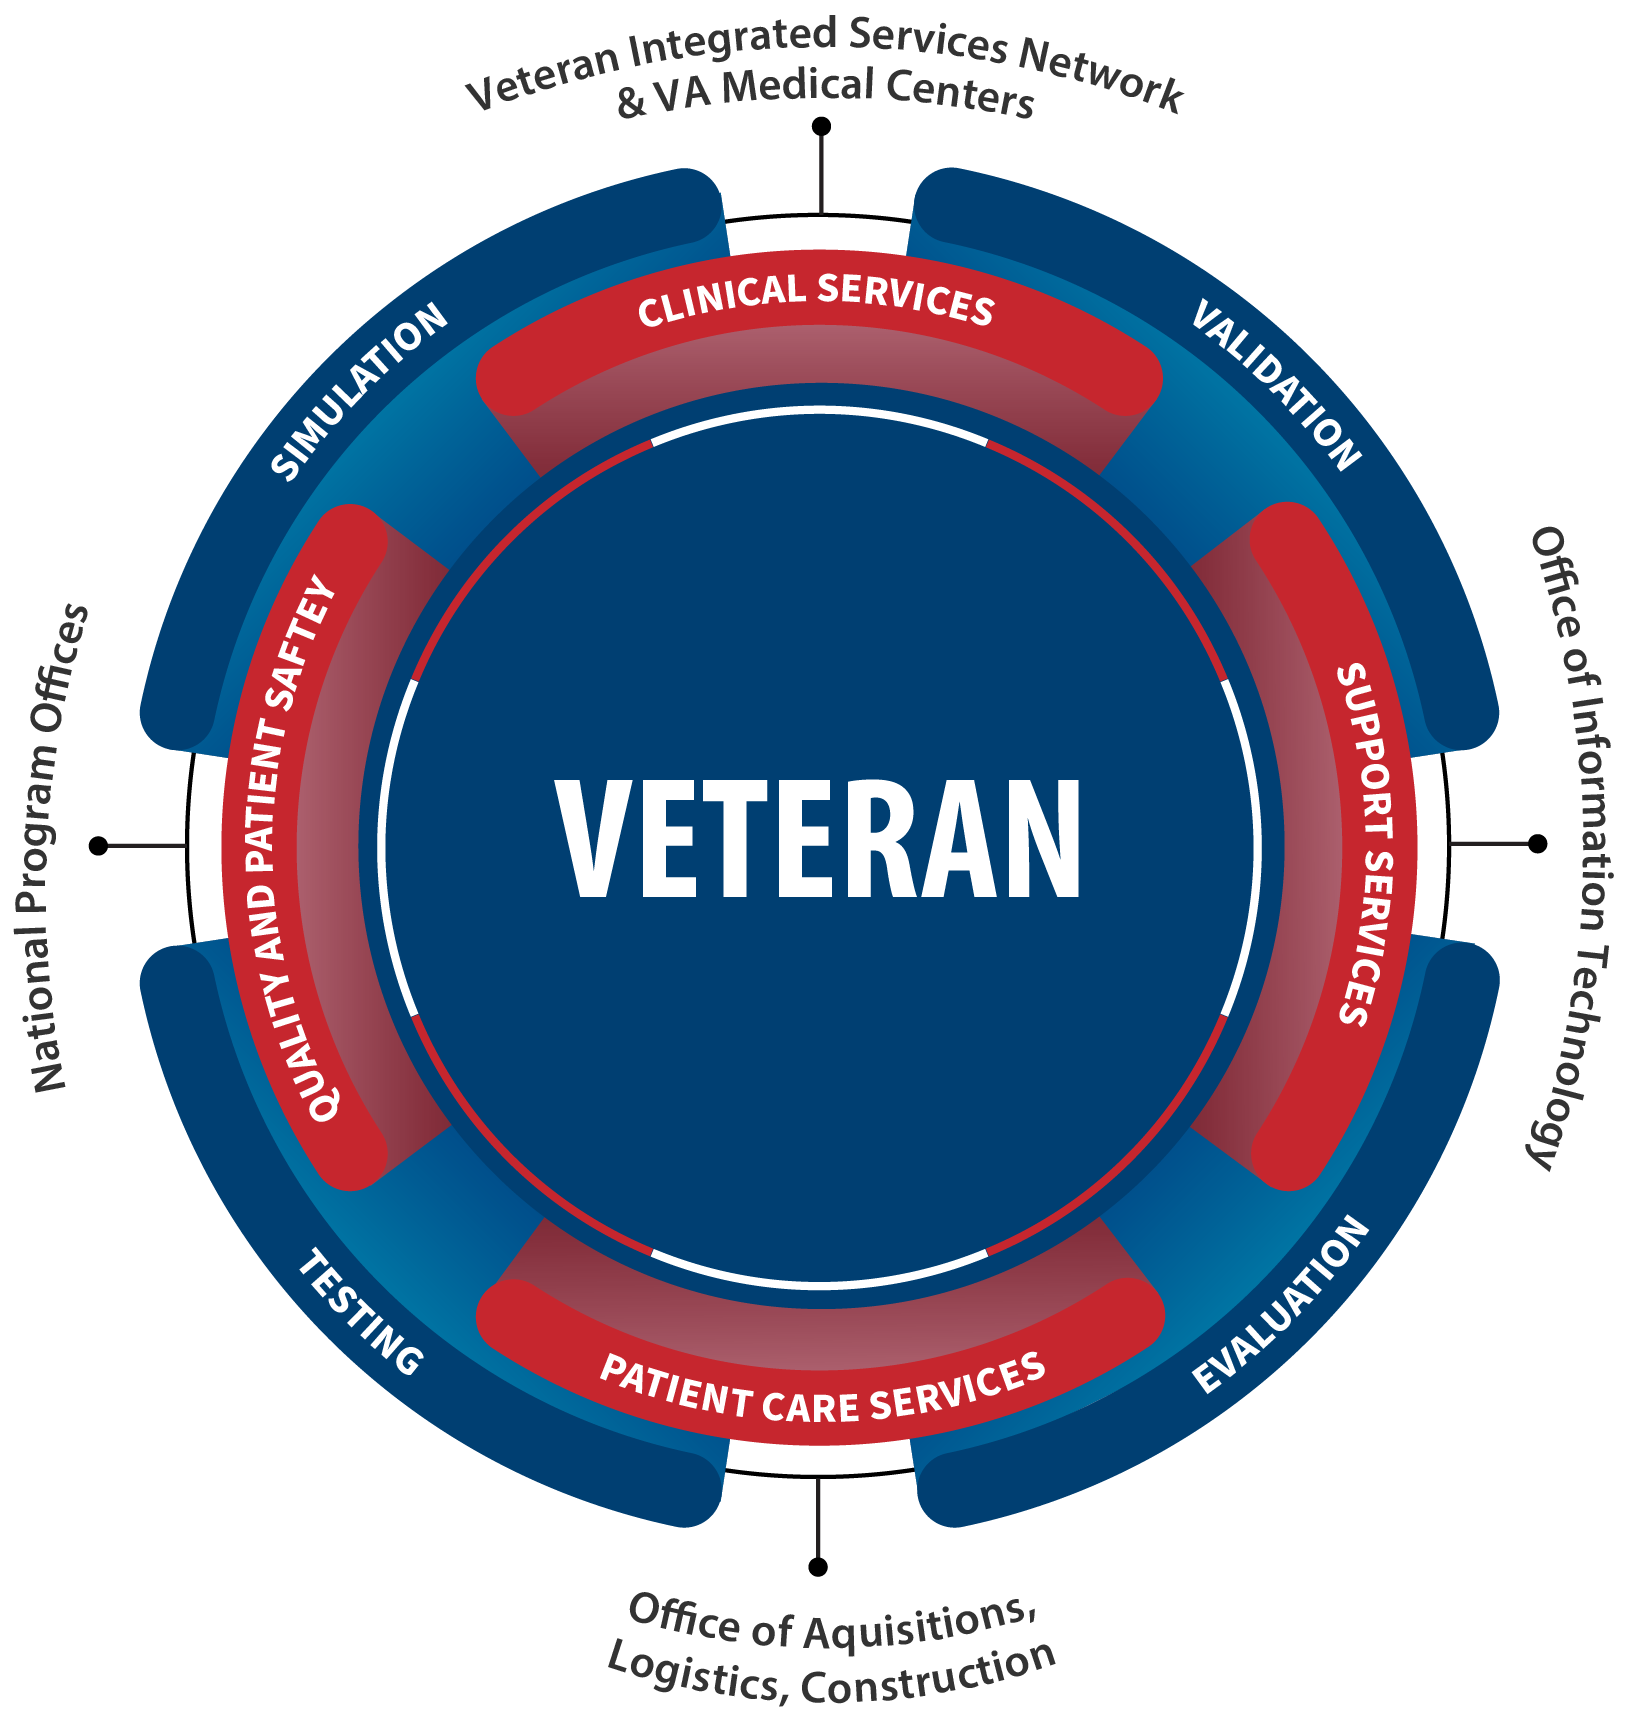 Veteran Integrated Services Network
& VA Medical Centers
CLINICAL SERVICES
SIMULATION
VALIDATION
QUALITY AND PATIENT SAFTEY
SUPPORT SERVICES
National Program Offices
Office of Information Technology
VETERAN
TESTING
EVALUATION
PATIENT CARE SERVICES
Office of Aquisitions,
Logistics, Construction